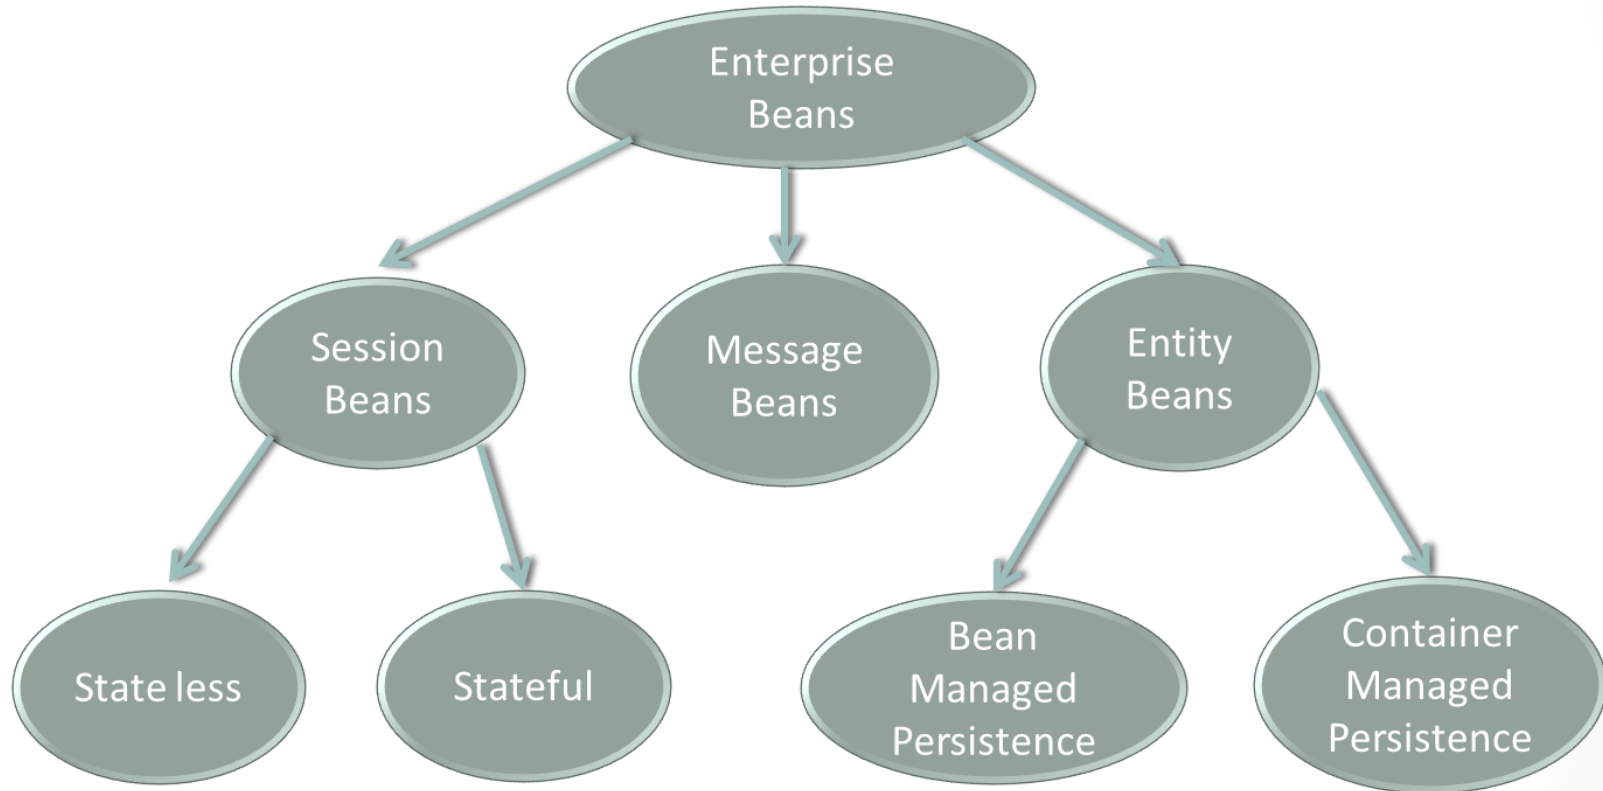 Enterprise
Beans
Session
Beans
Message
Beans
Entity
Beans
State less
Stateful
Bean
Managed
Persistence
Container
Managed
Persistence